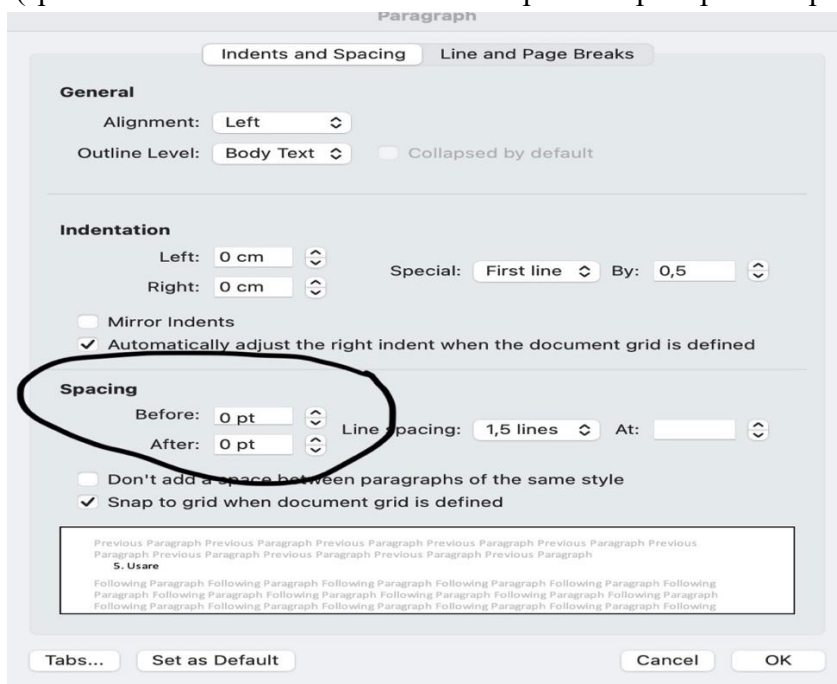 Paragraph
Indents and Spacing Line and Page Breaks
General
Alignment: Left
Outline Level: Body Text Collapsed by default
Indentation
Left: 0 cm
Special: First line By: 0,5
Right: 0 cm
Mirror Indents
Automatically adjust the right indent when the document grid is defined
Spacing
Before: 0 pt
Line spacing: 1,5 lines At:
After: 0 pt
Don't add a space between paragraphs of the same style
Snap to grid when document grid is defined
Previous Paragraph Previous Paragraph Previous Paragraph Previous Paragraph Previous Paragraph Previous
Paragraph Previous Paragraph Previous Paragraph Previous Paragraph Previous Paragraph
5. Usare
Following Paragraph Following Paragraph Following Paragraph Following Paragraph Following Paragraph Following
Paragraph Following Paragraph Following Paragraph Following Paragraph Following Paragraph Following Paragraph
Following Paragraph Following Paragraph Following Paragraph Following Paragraph Following Paragraph Following
Tabs... Set as Default Cancel OK